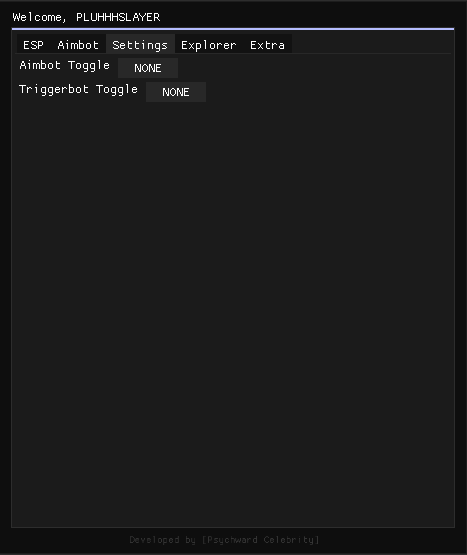 Welcome, PLUHHHSLAYER
ESP Aimbot Settings Explorer Extra
Aimbot Toggle NONE
Triggerbot Toggle NONE
Developed by [Psychward Celebrity]